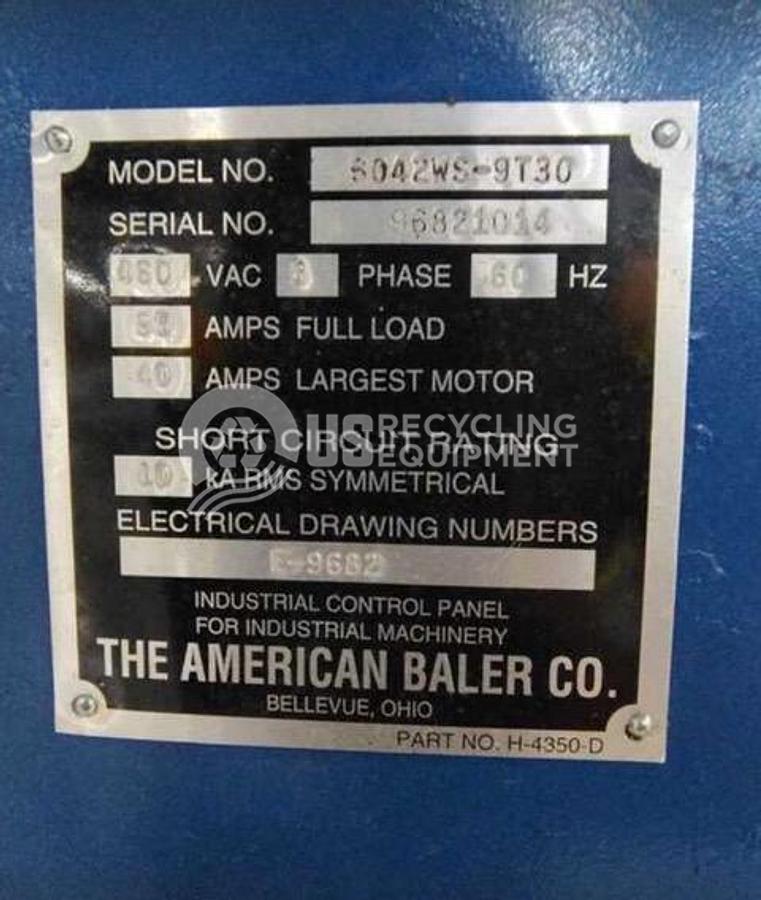 MODEL NO. 6042WS-9T30
SERIAL NO. 96821014
460 VAC 3 PHASE 60 HZ
AMPS FULL LOAD
40 AMPS LARGEST MOTOR
SHORT CIRCUIT RATING
US RECYCLING EQUIPMENT
10 kA RMS SYMMETRICAL
ELECTRICAL DRAWING NUMBERS
E-9682
INDUSTRIAL CONTROL PANEL
FOR INDUSTRIAL MACHINERY
THE AMERICAN BALER CO.
BELLEVUE, OHIO
PART NO. H-4350-D